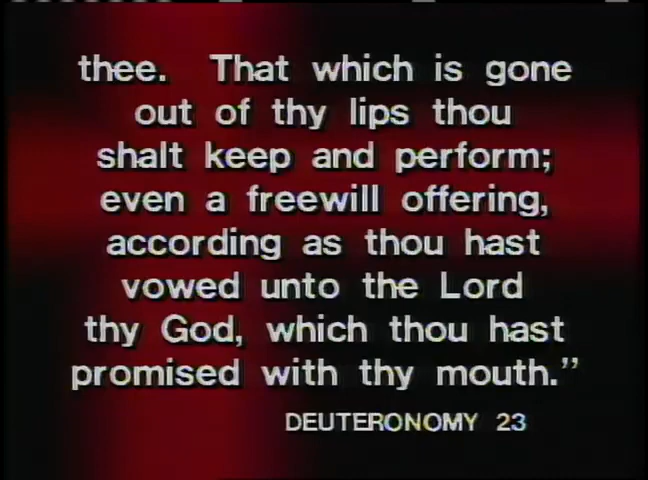 thee. That which is gone
out of thy lips thou
shalt keep and perform;
even a freewill offering,
according as thou hast
vowed unto the Lord
thy God, which thou hast
promised with thy mouth.”
DEUTERONOMY 23